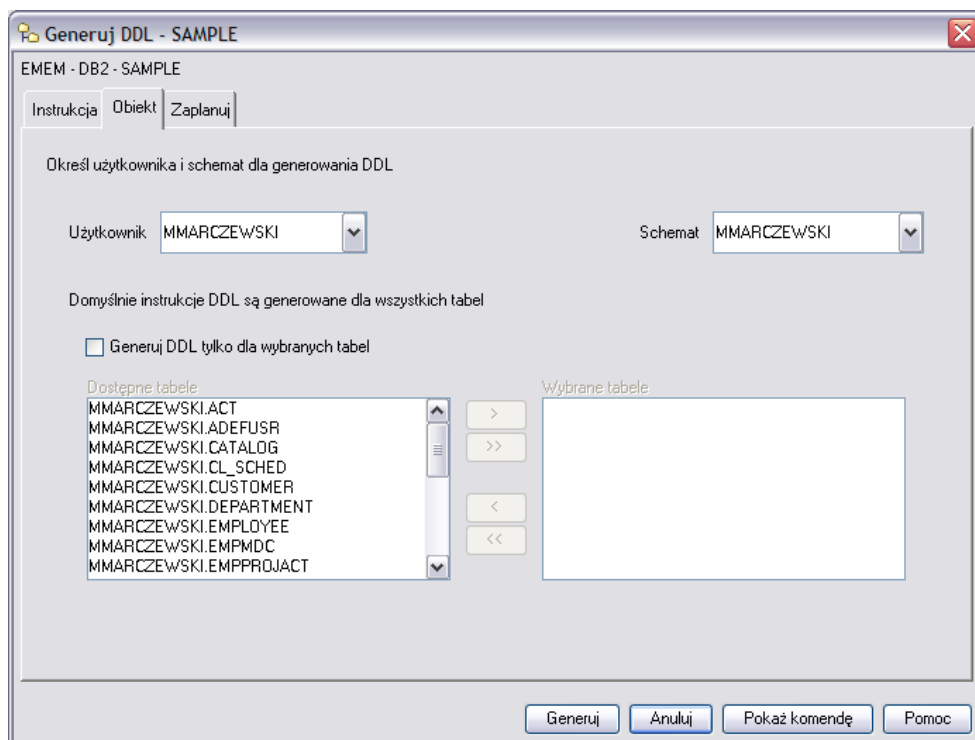 Generuj DDL - SAMPLE
EMEM - DB2 - SAMPLE
Instrukcja Obiekt Zaplanuj
Określ użytkownika i schemat dla generowania DDL
Użytkownik MMARCZEWSKI Schemat MMARCZEWSKI
Domyślnie instrukcje DDL są generowane dla wszystkich tabel
Generuj DDL tylko dla wybranych tabel
Dostępne tabele Wybrane tabele
MMARCZEWSKI.ACT
MMARCZEWSKI.ADEFUSR
MMARCZEWSKI.CATALOG
MMARCZEWSKI.CL_SCHED
MMARCZEWSKI.CUSTOMER
MMARCZEWSKI.DEPARTMENT
MMARCZEWSKI.EMPLOYEE
MMARCZEWSKI.EMPMDC
MMARCZEWSKI.EMPPROJACT
>
>>
<
<<
Generuj Anuluj Pokaż komendę Pomoc